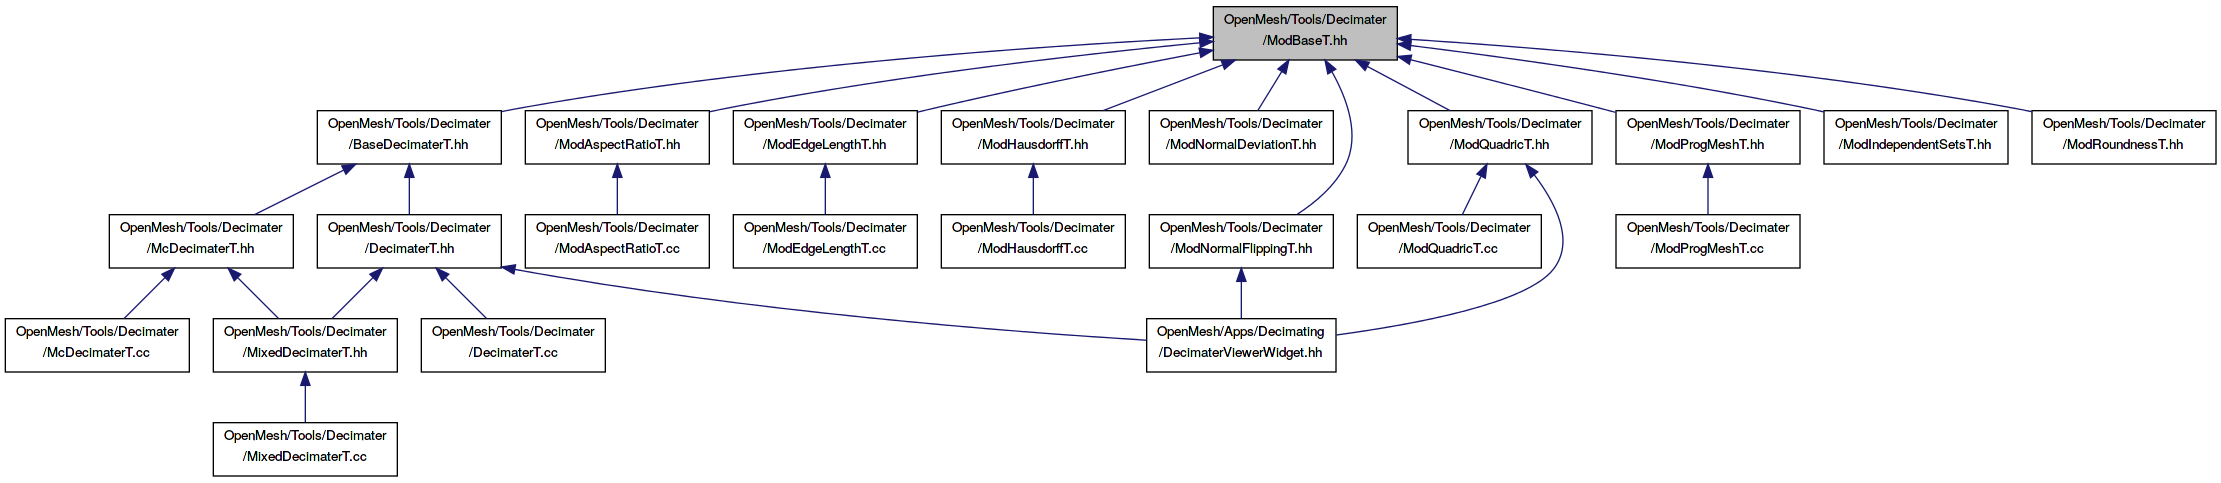 OpenMesh/Tools/Decimater
/ModBaseT.hh
OpenMesh/Tools/Decimater
/BaseDecimaterT.hh
OpenMesh/Tools/Decimater
/ModAspectRatioT.hh
OpenMesh/Tools/Decimater
/ModEdgeLengthT.hh
OpenMesh/Tools/Decimater
/ModHausdorffT.hh
OpenMesh/Tools/Decimater
/ModNormalDeviationT.hh
OpenMesh/Tools/Decimater
/ModQuadricT.hh
OpenMesh/Tools/Decimater
/ModProgMeshT.hh
OpenMesh/Tools/Decimater
/ModIndependentSetsT.hh
OpenMesh/Tools/Decimater
/ModRoundnessT.hh
OpenMesh/Tools/Decimater
/McDecimaterT.hh
OpenMesh/Tools/Decimater
/DecimaterT.hh
OpenMesh/Tools/Decimater
/ModAspectRatioT.cc
OpenMesh/Tools/Decimater
/ModEdgeLengthT.cc
OpenMesh/Tools/Decimater
/ModHausdorffT.cc
OpenMesh/Tools/Decimater
/ModNormalFlippingT.hh
OpenMesh/Tools/Decimater
/ModQuadricT.cc
OpenMesh/Tools/Decimater
/ModProgMeshT.cc
OpenMesh/Tools/Decimater
/McDecimaterT.cc
OpenMesh/Tools/Decimater
/MixedDecimaterT.hh
OpenMesh/Tools/Decimater
/DecimaterT.cc
OpenMesh/Apps/Decimating
/DecimaterViewerWidget.hh
OpenMesh/Tools/Decimater
/MixedDecimaterT.cc